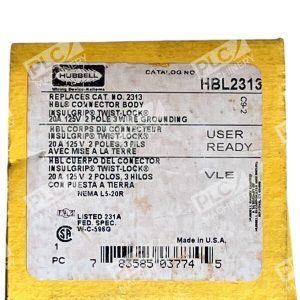 HUBBELL
CATALOG NO
HBL2313
REPLACES CAT. NO. 2313
HBL® CONNECTOR BODY
INSULGRIP® TWIST-LOCK®
20A 125V 2 POLE 3 WIRE GROUNDING
C9-2
HBL CORPS DU CONNECTEUR
INSULGRIP® TWIST-LOCK®
20 A 125 V 2 POLES, 3 FILS
AVEC MISE A LA TERRE
USER
READY
HBL CUERPO DEL CONECTOR
INSULGRIP® TWIST-LOCK®
20 A 125 V 2 POLOS, 3 HILOS
CON PUESTA A TIERRA
VLE
NEMA L5-20R
LISTED 231A
FED. SPEC.
W-C-596G
Made in U.S.A.
1
PC
7 83585 03774 5